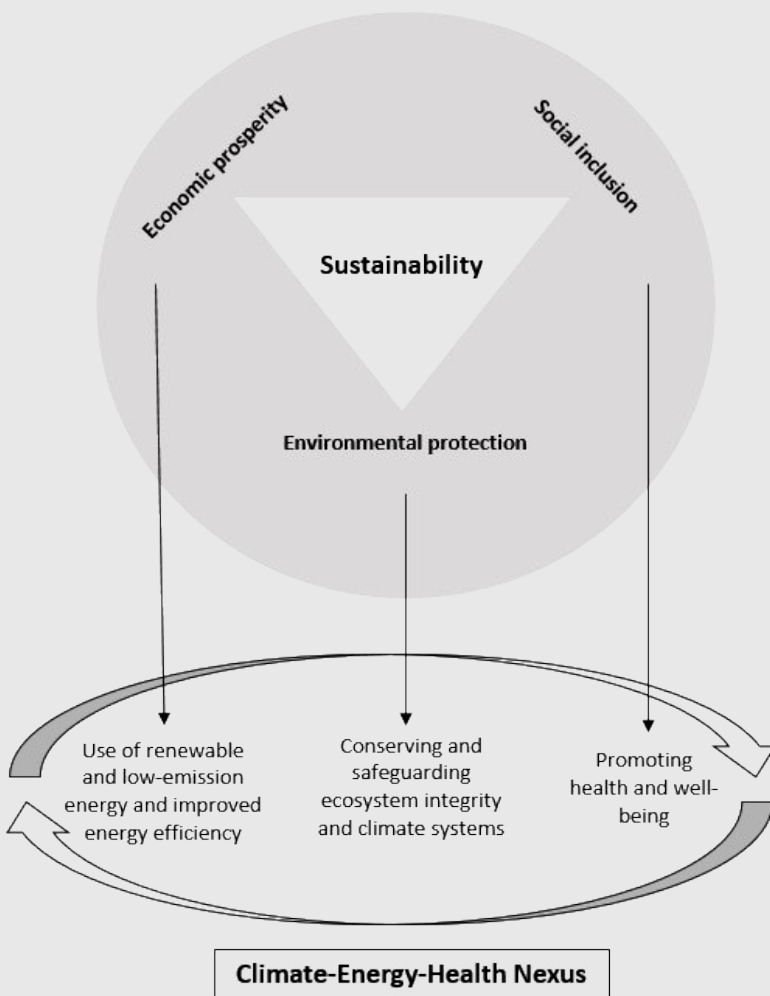 Economic prosperity
Social inclusion
Sustainability
Environmental protection
Use of renewable
and low-emission
energy and improved
energy efficiency
Conserving and
safeguarding
ecosystem integrity
and climate systems
Promoting
health and well-
being
Climate-Energy-Health Nexus